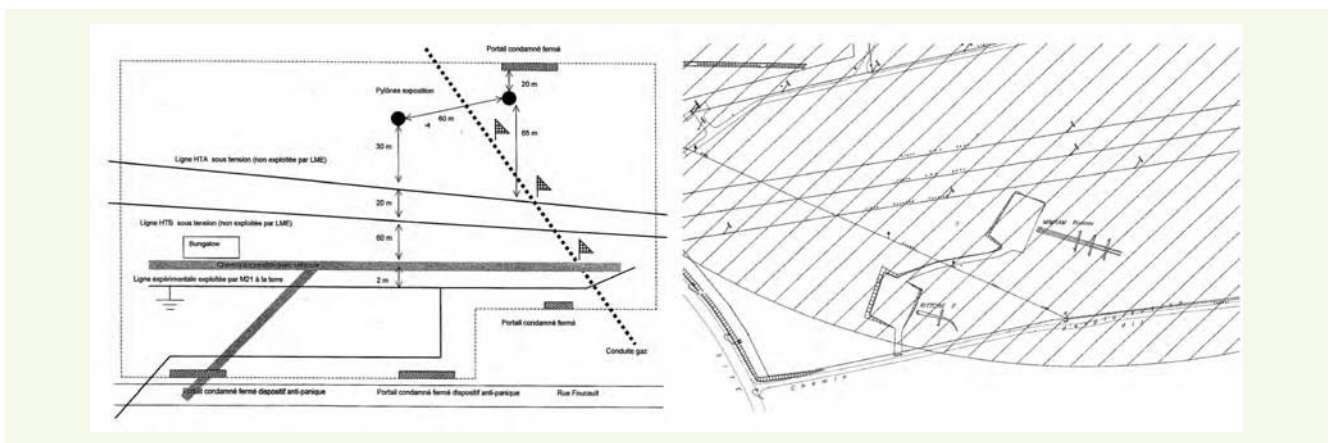 Portail condamné fermé
20 m
Pylônes exposition
60 m
65 m
30 m
Ligne HTA sous tension (non exploitée par LME)
20 m
Ligne HTB sous tension (non exploitée par LME)
60 m
Bungalow
Ligne expérimentale exploitée par M21 à la terre
2 m
Portail condamné fermé
Conduite gaz
Portail condamné fermé dispositif anti-panique
Portail condamné fermé dispositif anti-panique
Rue Foucault
Chemin